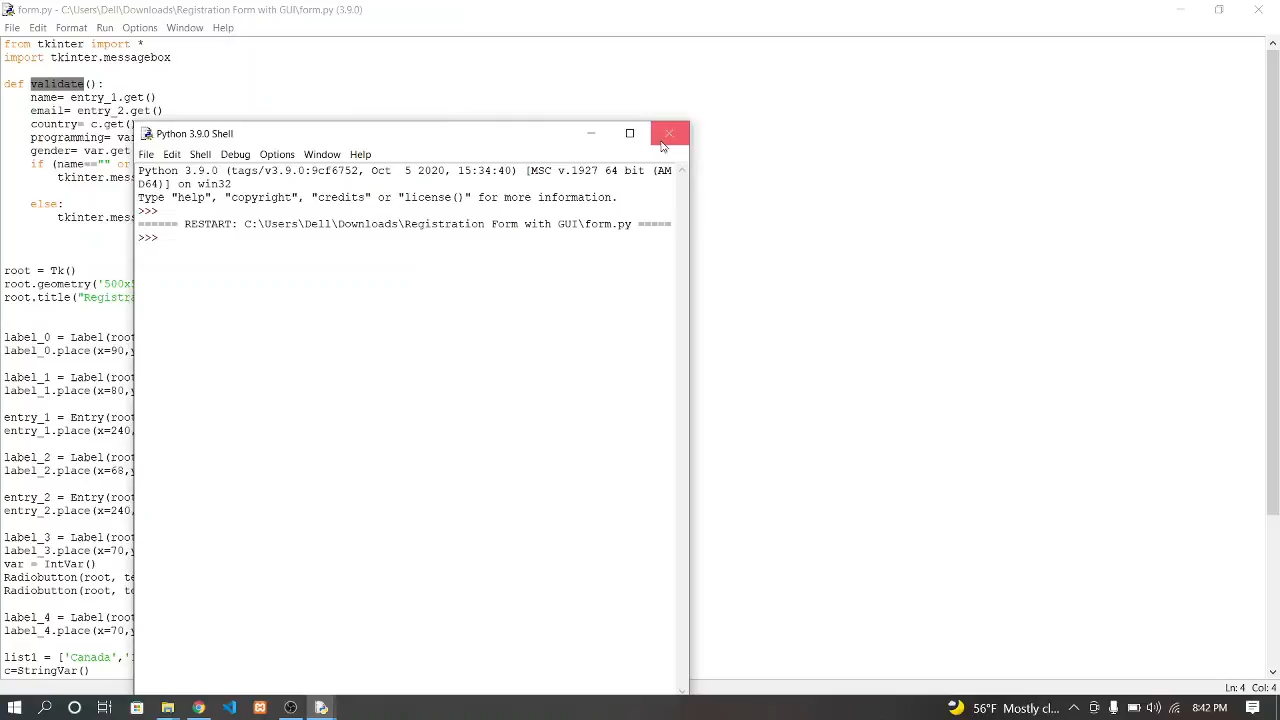 form.py - C:\Users\Dell\Downloads\Registration Form with GUI\form.py (3.9.0)
File Edit Format Run Options Window Help
from tkinter import *
import tkinter.messagebox
def validate():
name= entry_1.get()
email= entry_2.get()
country= c.get()
programming= var
gender= var.get
if (name=="" or
tkinter.mess
else:
tkinter.mess
root = Tk()
root.geometry('500x
root.title("Registra
label_0 = Label(root
label_0.place(x=90,y
label_1 = Label(root
label_1.place(x=80,y
entry_1 = Entry(root
entry_1.place(x=240,
label_2 = Label(root
label_2.place(x=68,y
entry_2 = Entry(root
entry_2.place(x=240,
label_3 = Label(root
label_3.place(x=70,y
var = IntVar()
Radiobutton(root, te
Radiobutton(root, te
label_4 = Label(root
label_4.place(x=70,y
list1 = ['Canada','
c=StringVar()
Python 3.9.0 Shell
File Edit Shell Debug Options Window Help
Python 3.9.0 (tags/v3.9.0:9cf6752, Oct  5 2020, 15:34:40) [MSC v.1927 64 bit (AM
D64)] on win32
Type "help", "copyright", "credits" or "license()" for more information.
>>>
====== RESTART: C:\Users\Dell\Downloads\Registration Form with GUI\form.py =====
>>>
Ln: 4 Col: 4
56°F Mostly cl... 8:42 PM